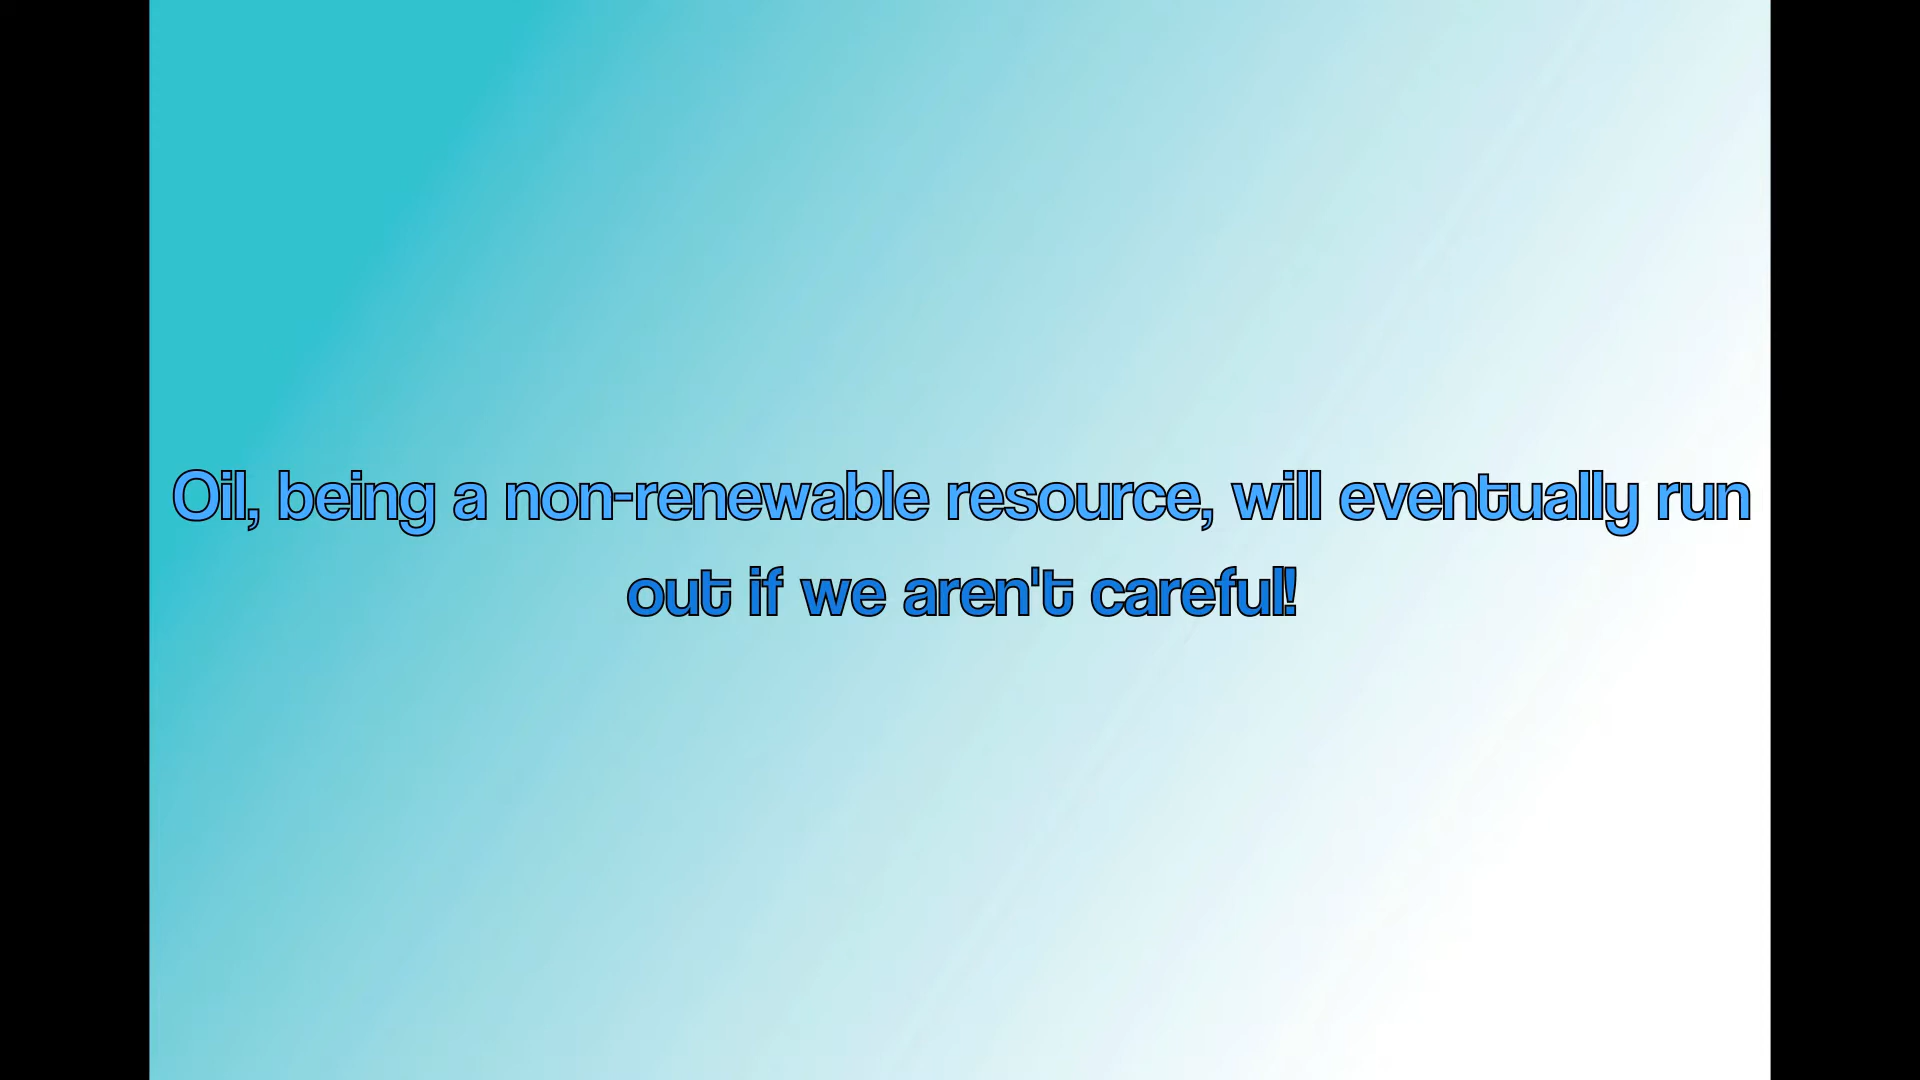 Oil, being a non-renewable resource, will eventually run
out if we aren't careful!